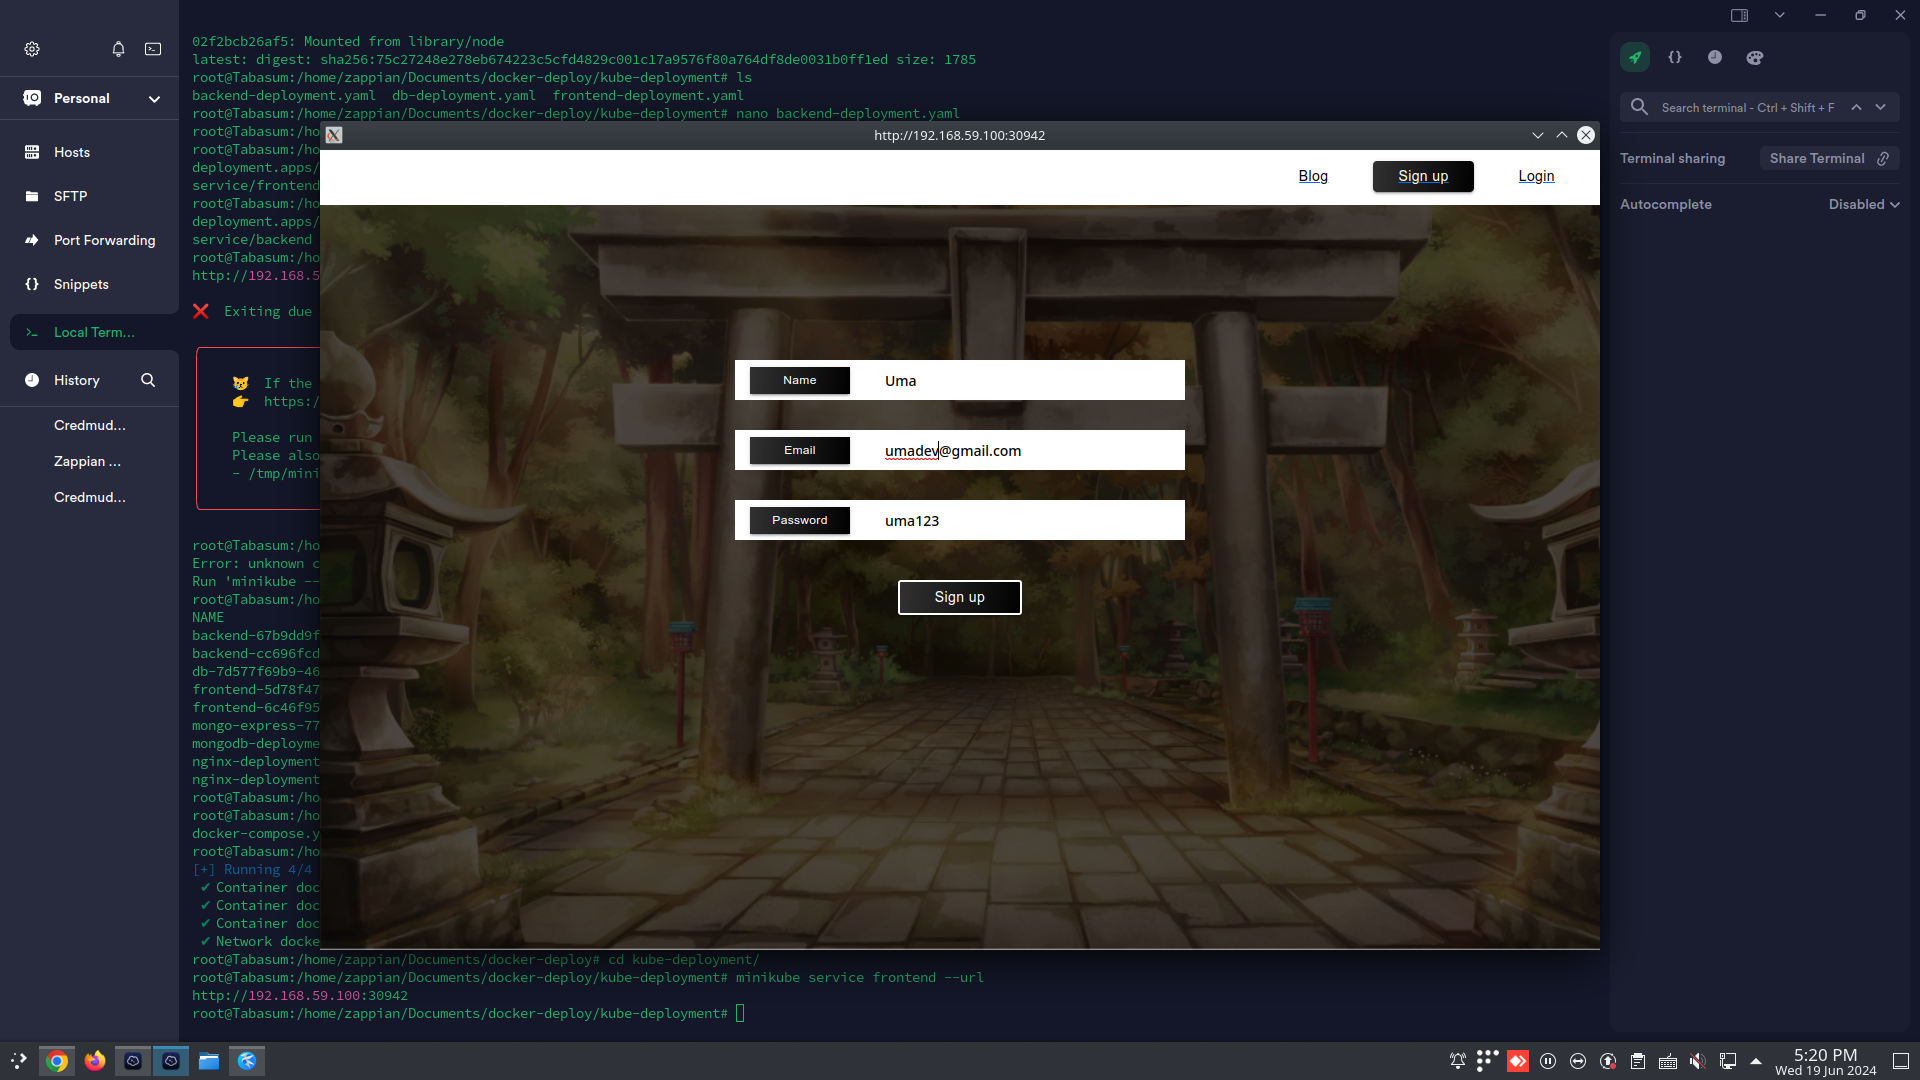 Personal
Hosts
SFTP
Port Forwarding
Snippets
Local Term...
History
Credmud...
Zappian ...
Credmud...
02f2bcb26af5: Mounted from library/node
latest: digest: sha256:75c27248e278eb674223c5cfd4829c001c17a9576f80a764df8de0031b0ff1ed size: 1785
root@Tabasum:/home/zappian/Documents/docker-deploy/kube-deployment# ls
backend-deployment.yaml  db-deployment.yaml  frontend-deployment.yaml
root@Tabasum:/home/zappian/Documents/docker-deploy/kube-deployment# nano backend-deployment.yaml
root@Tabasum:/ho
root@Tabasum:/ho
deployment.apps/
service/frontend
root@Tabasum:/ho
deployment.apps/
service/backend
root@Tabasum:/ho
http://192.168.5
❌ Exiting due
😿 If the
👉 https:/
Please run
Please also
- /tmp/mini
root@Tabasum:/ho
Error: unknown c
Run 'minikube --
root@Tabasum:/ho
NAME
backend-67b9dd9f
backend-cc696fcd
db-7d577f69b9-46
frontend-5d78f47
frontend-6c46f95
mongo-express-77
mongodb-deployme
nginx-deployment
nginx-deployment
root@Tabasum:/ho
root@Tabasum:/ho
docker-compose.y
root@Tabasum:/ho
[+] Running 4/4
✔ Container doc
✔ Container doc
✔ Container doc
✔ Network docke
root@Tabasum:/home/zappian/Documents/docker-deploy# cd kube-deployment/
root@Tabasum:/home/zappian/Documents/docker-deploy/kube-deployment# minikube service frontend --url
http://192.168.59.100:30942
root@Tabasum:/home/zappian/Documents/docker-deploy/kube-deployment#
http://192.168.59.100:30942
Blog Sign up Login
Name Uma
Email umadev@gmail.com
Password uma123
Sign up
Search terminal - Ctrl + Shift + F
Terminal sharing Share Terminal
Autocomplete Disabled
5:20 PM
Wed 19 Jun 2024